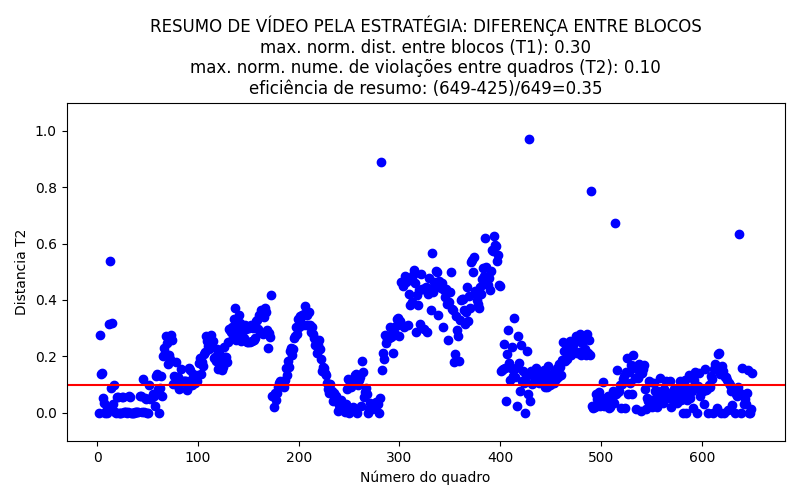 RESUMO DE VÍDEO PELA ESTRATÉGIA: DIFERENÇA ENTRE BLOCOS
max. norm. dist. entre blocos (T1): 0.30
max. norm. nume. de violações entre quadros (T2): 0.10
eficiência de resumo: (649-425)/649=0.35
1.0
0.8
0.6
0.4
0.2
0.0
Distancia T2
0 100 200 300 400 500 600
Número do quadro